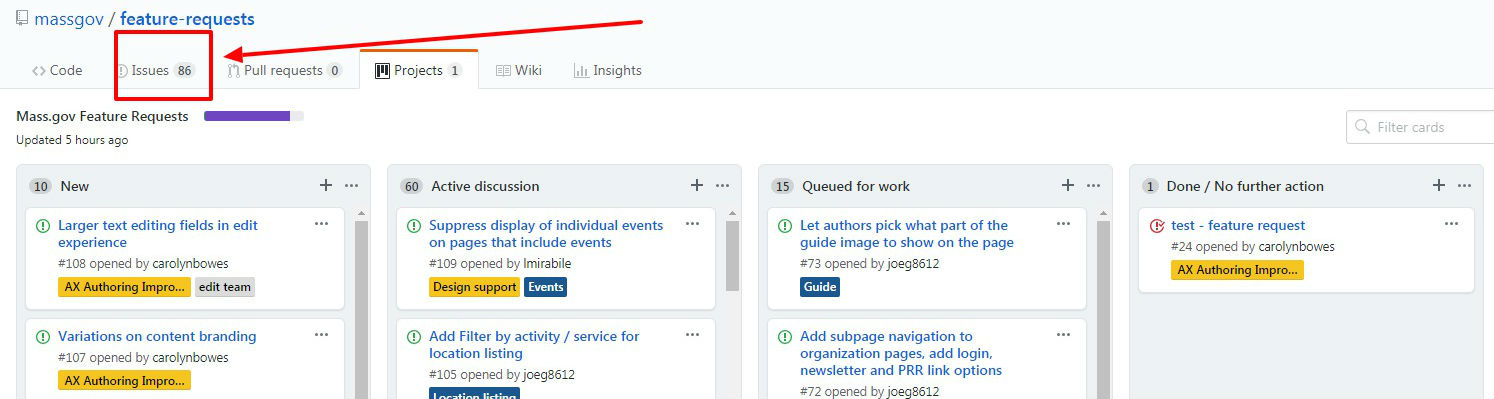 massgov / feature-requests
Code
Issues 86
Pull requests 0
Projects 1
Wiki
Insights
Mass.gov Feature Requests
Updated 5 hours ago
Filter cards
10 New
Larger text editing fields in edit
experience
#108 opened by carolynbowes
AX Authoring Impro... edit team
Variations on content branding
#107 opened by carolynbowes
AX Authoring Impro...
60 Active discussion
Suppress display of individual events
on pages that include events
#109 opened by lmirabile
Design support Events
Add Filter by activity / service for
location listing
#105 opened by joeg8612
Location listing
15 Queued for work
Let authors pick what part of the
guide image to show on the page
#73 opened by joeg8612
Guide
Add subpage navigation to
organization pages, add login,
newsletter and PRR link options
#72 opened by joeg8612
1 Done / No further action
test - feature request
#24 opened by carolynbowes
AX Authoring Impro...